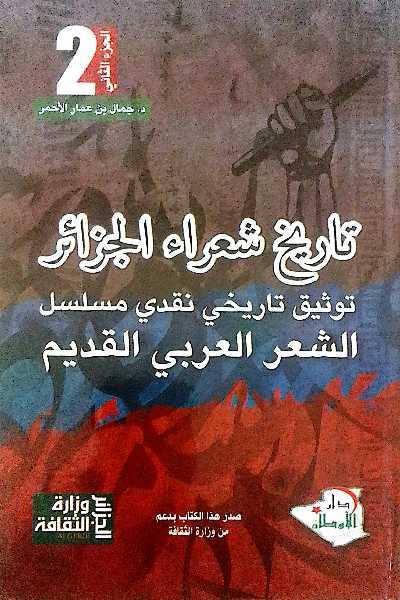 2
الجزء الثاني
د. جمال بن عمار الأحمر
تاريخ شعراء الجزائر
توثيق تاريخي نقدي مسلسل
الشعر العربي القديم
صدر هذا الكتاب بدعم
من وزارة الثقافة
وزارة
الثقافة
ALGERIE
دار
الأوطان